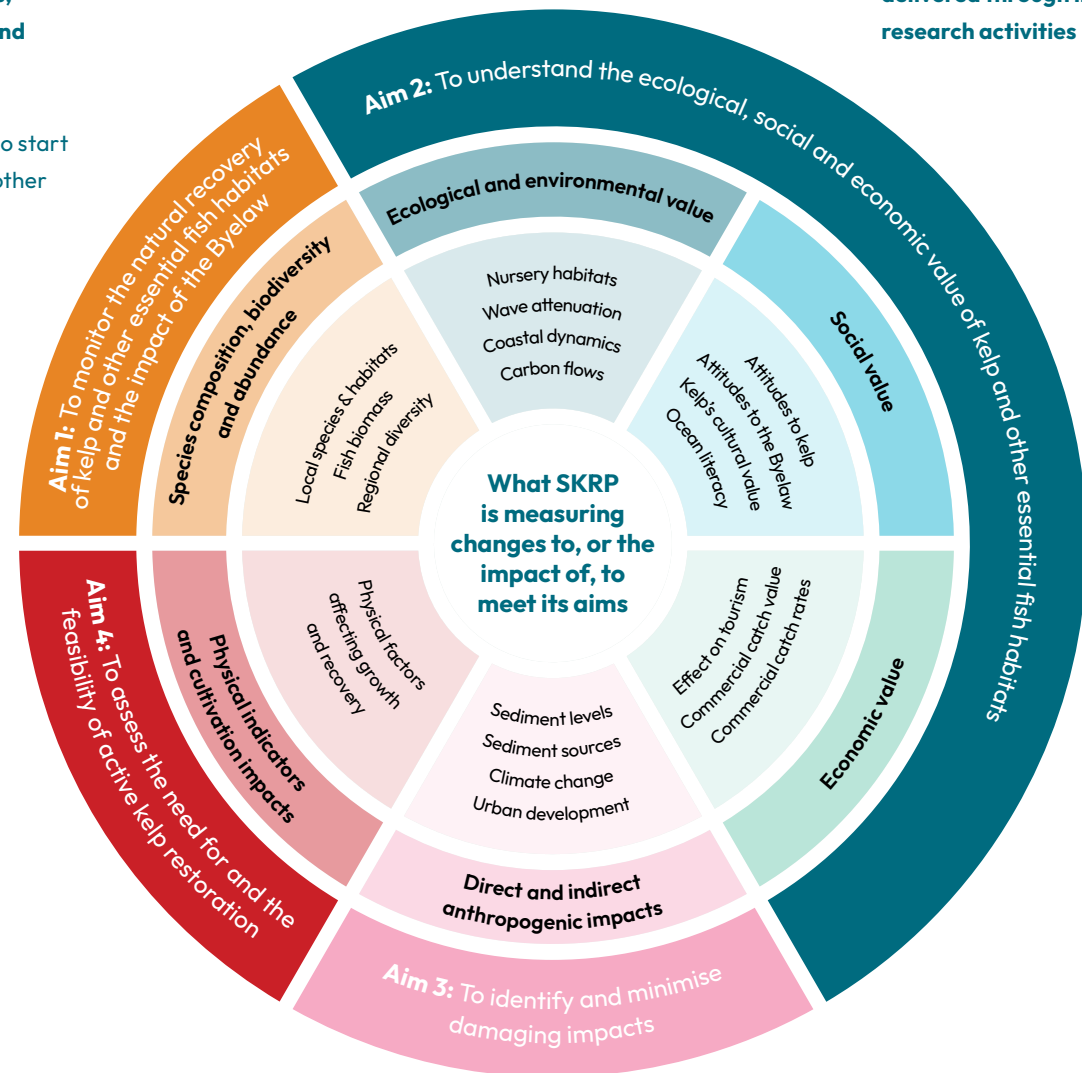 nd
research activities
o start
other
Aim 2: To understand the ecological, social and economic value of kelp and other essential fish habitats
Aim 1: To monitor the natural recovery
of kelp and other essential fish habitats
and the impact of the Byelaw
Ecological and environmental value
Nursery habitats
Wave attenuation
Coastal dynamics
Carbon flows
Species composition, biodiversity
and abundance
Local species & habitats
Fish biomass
Regional diversity
Social value
Attitudes to kelp
Attitudes to the Byelaw
Kelp's cultural value
Ocean literacy
What SKRP
is measuring
changes to, or the
impact of, to
meet its aims
Economic value
Effect on tourism
Commercial catch value
Commercial catch rates
Physical indicators
and cultivation impacts
Physical factors
affecting growth
and recovery
Sediment levels
Sediment sources
Climate change
Urban development
Direct and indirect
anthropogenic impacts
Aim 4: To assess the need for and the
feasibility of active kelp restoration
Aim 3: To identify and minimise
damaging impacts